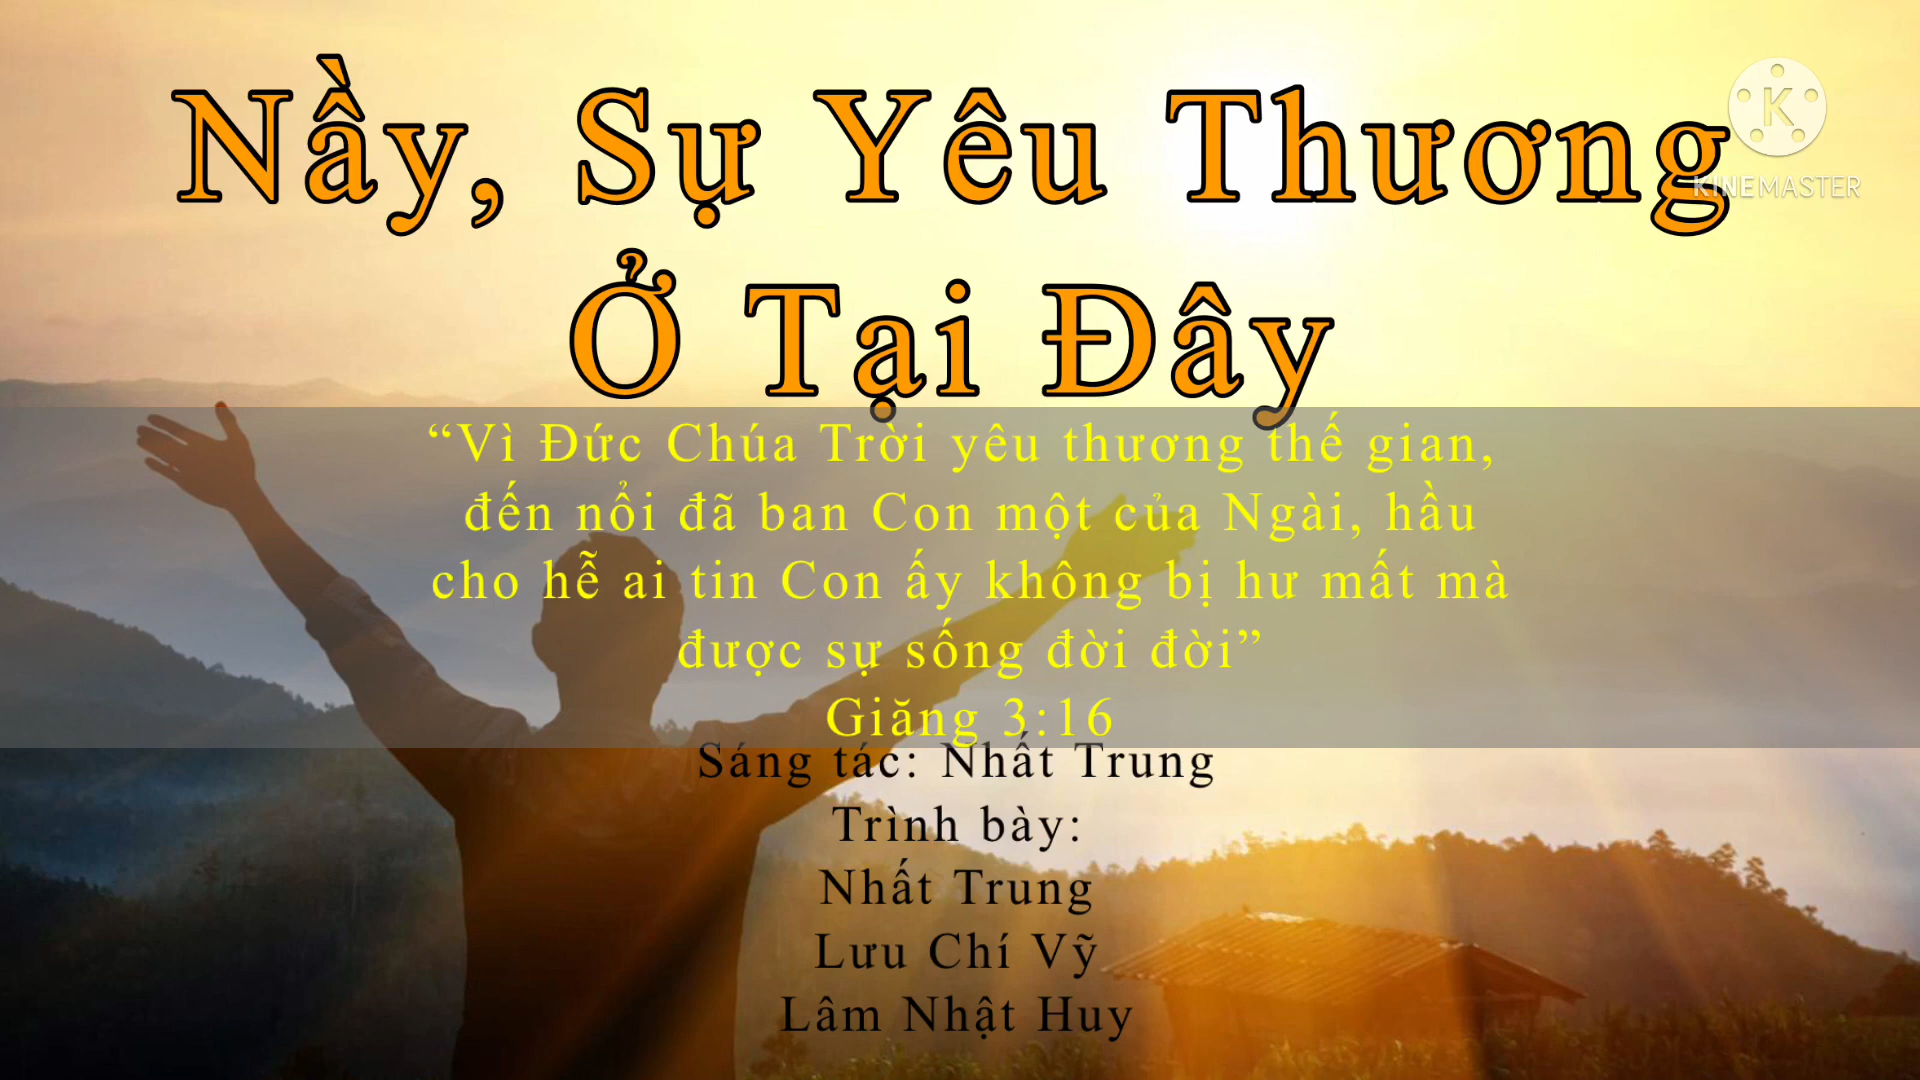 Nầy, Sự Yêu Thương
Ở Tại Đây
K
KINEMASTER
“Vì Đức Chúa Trời yêu thương thế gian,
đến nổi đã ban Con một của Ngài, hầu
cho hễ ai tin Con ấy không bị hư mất mà
được sự sống đời đời”
Giăng 3:16
Sáng tác: Nhất Trung
Trình bày:
Nhất Trung
Lưu Chí Vỹ
Lâm Nhật Huy